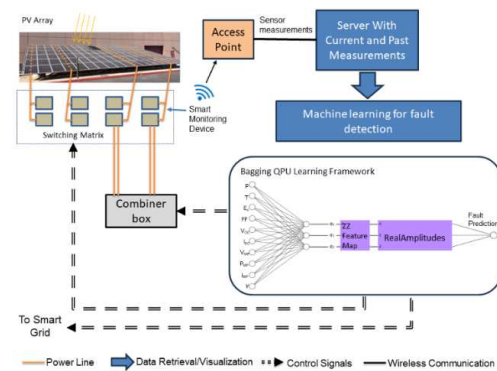 PV Array
Access
Point
Sensor
measurements
Server With
Current and Past
Measurements
Smart
Monitoring
Device
Switching Matrix
Machine learning for fault
detection
Combiner
box
Bagging QPU Learning Framework
P
T
FF
ZZ
Feature
Map
RealAmplitudes
Fault
Prediction
To Smart
Grid
Power Line
Data Retrieval/Visualization
Control Signals
Wireless Communication